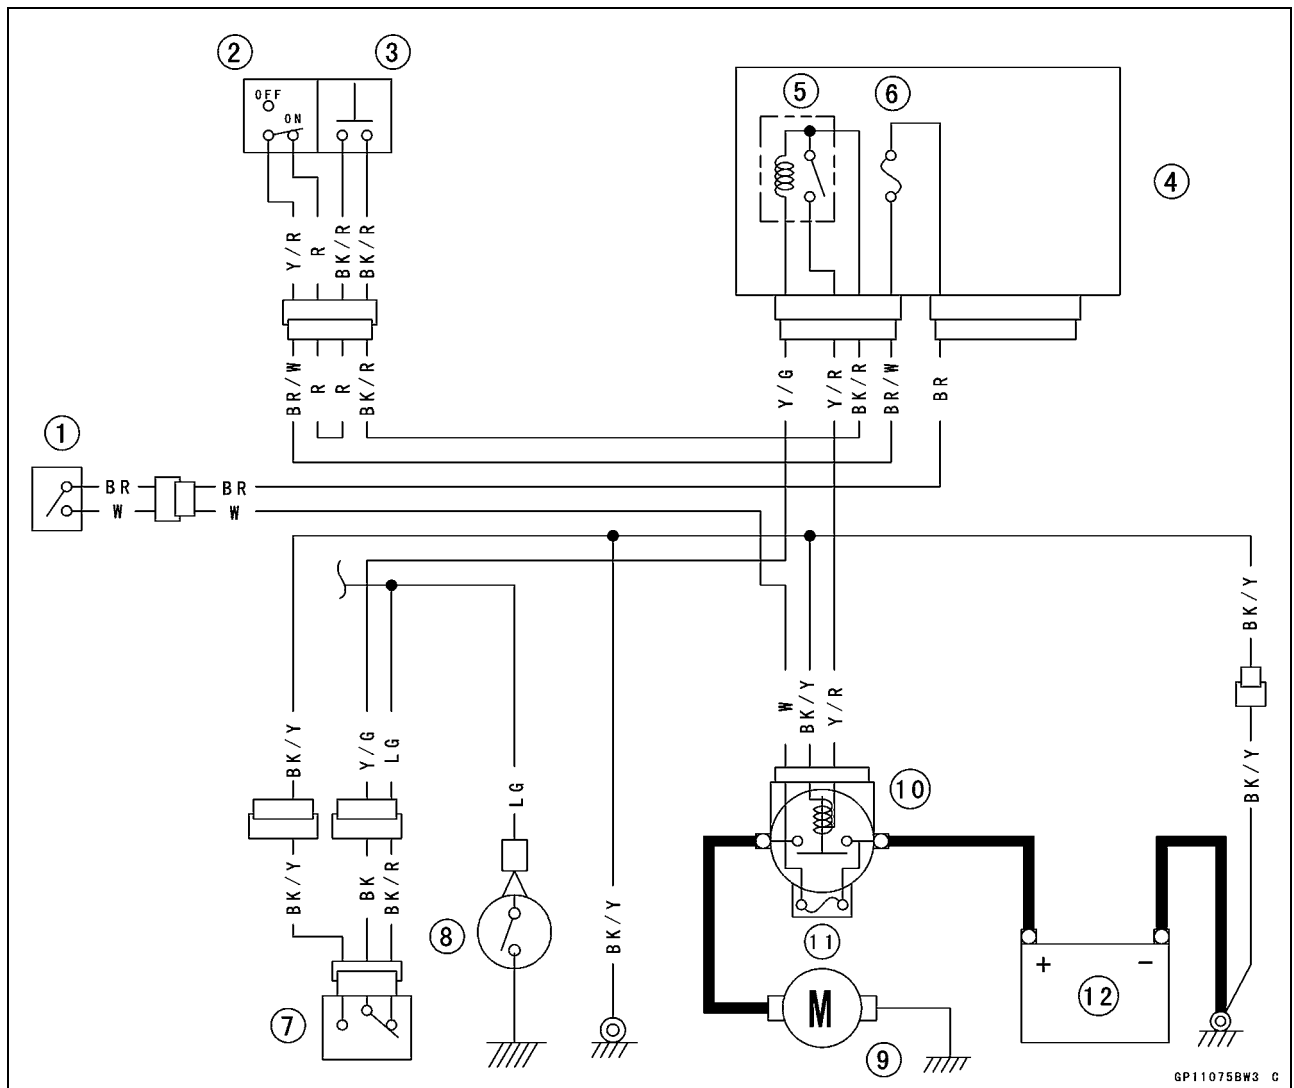 2 3
OFF
ON
5 6
4
Y/R R BK/R BK/R
BR/W R R BK/R
Y/G Y/R BK/R BR/W BR
1
BR BR
W W
BK/Y
W BK/Y Y/R
BK/Y Y/G LG
LG
BK/Y
10
BK/Y BK BK/R
8
BK/Y
11
+ -
12
7
M
9
GP11075BW3 C